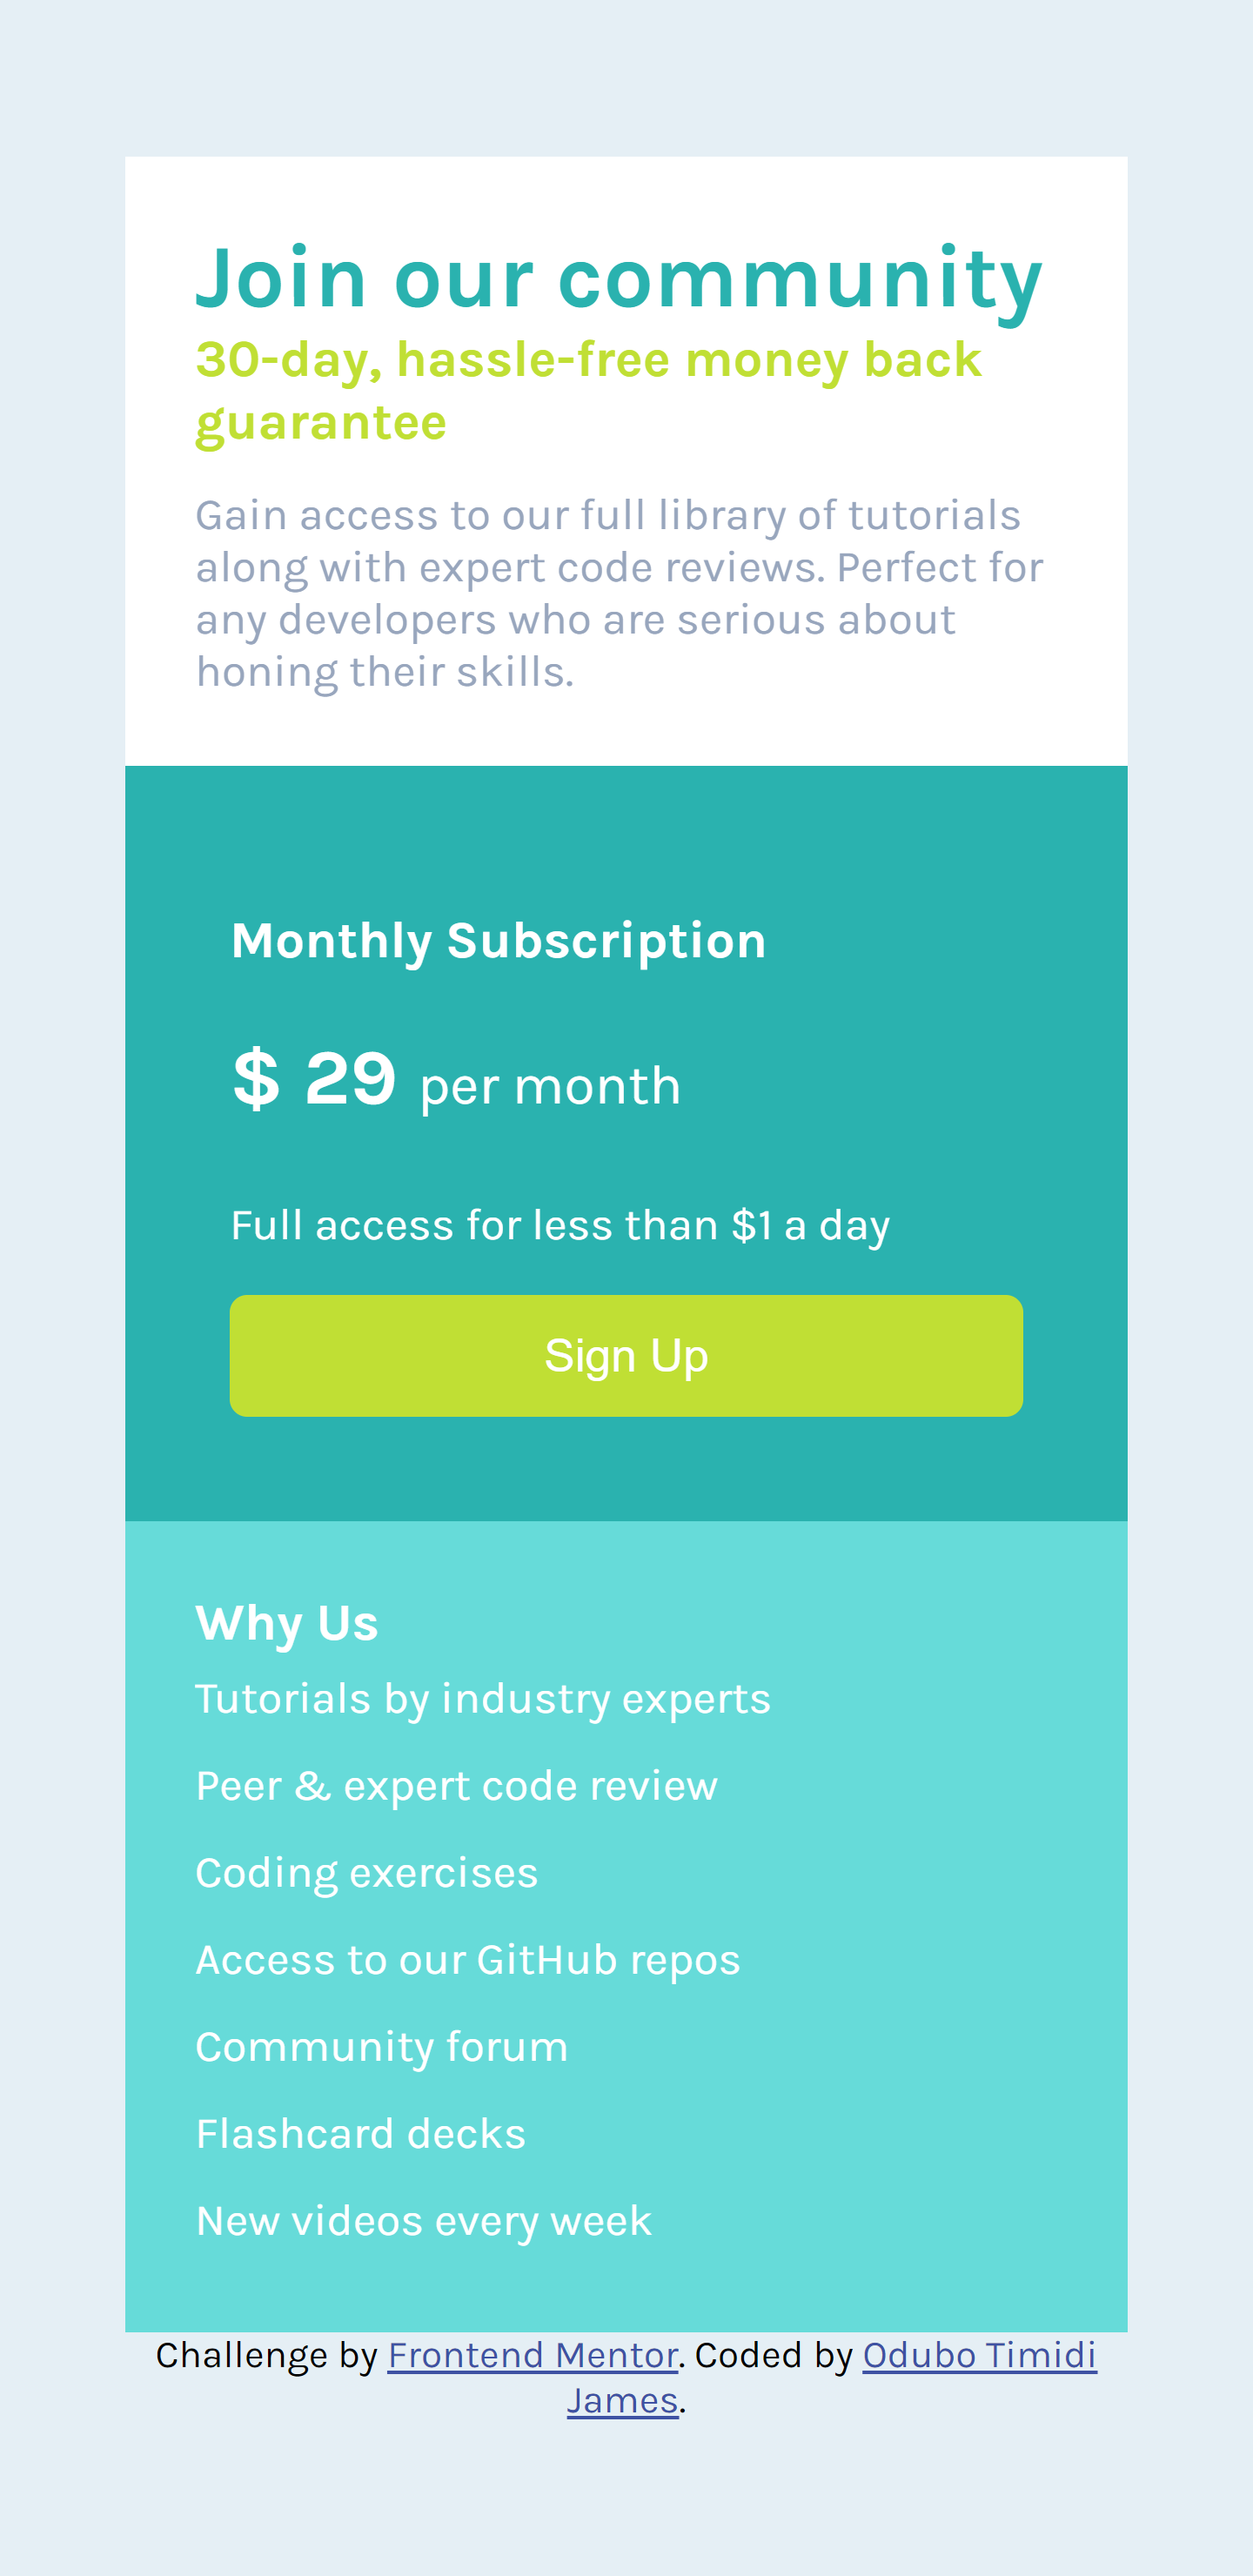 Join our community
30-day, hassle-free money back
guarantee
Gain access to our full library of tutorials
along with expert code reviews. Perfect for
any developers who are serious about
honing their skills.
Monthly Subscription
$ 29 per month
Full access for less than $1 a day
Sign Up
Why Us
Tutorials by industry experts
Peer & expert code review
Coding exercises
Access to our GitHub repos
Community forum
Flashcard decks
New videos every week
Challenge by Frontend Mentor. Coded by Odubo Timidi
James.